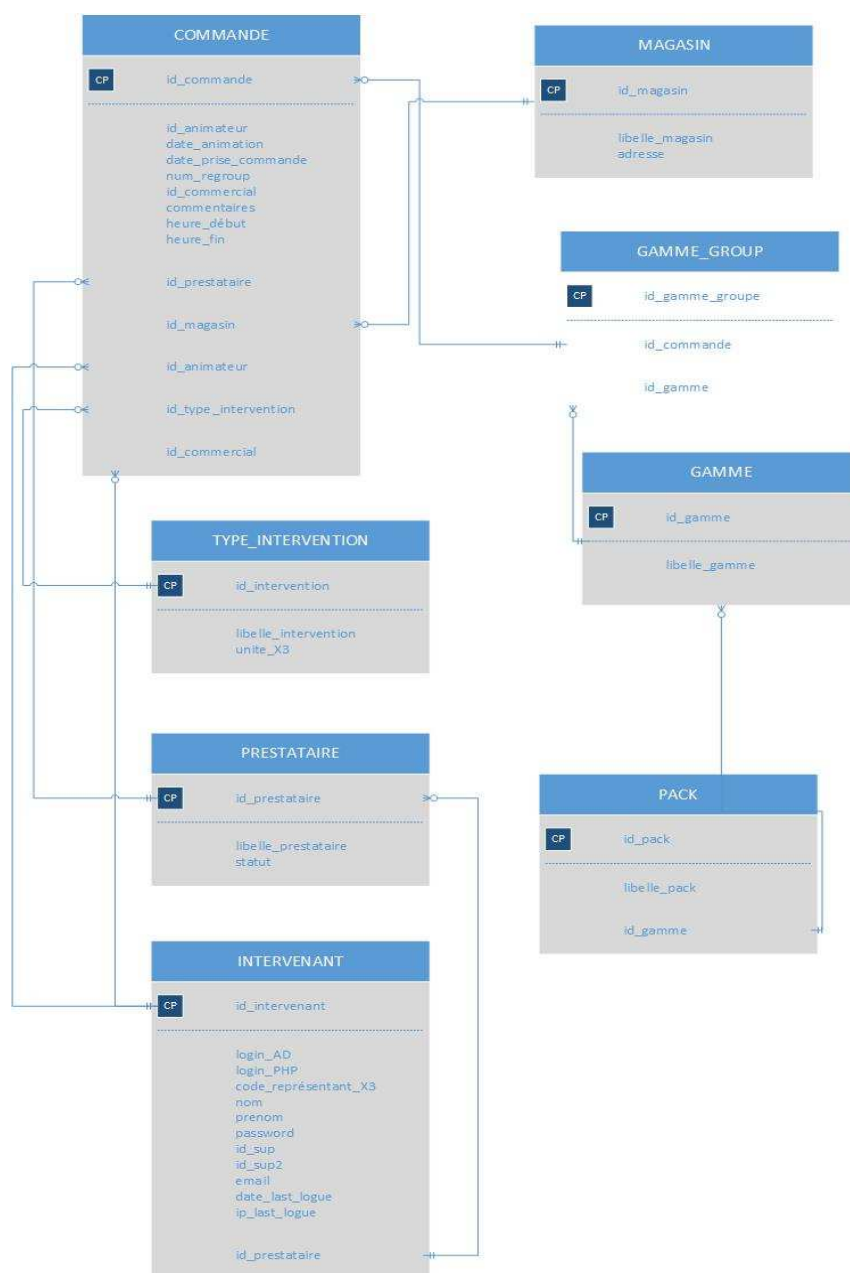 COMMANDE
CP
id_commande
id_animateur
date_animation
date_prise_commande
num_regroup
id_commercial
commentaires
heure_début
heure_fin
id_prestataire
id_magasin
id_animateur
id_type_intervention
id_commercial
MAGASIN
CP
id_magasin
libelle_magasin
adresse
GAMME_GROUP
CP
id_gamme_groupe
id_commande
id_gamme
GAMME
CP
id_gamme
libelle_gamme
TYPE_INTERVENTION
CP
id_intervention
libelle_intervention
unite_X3
PRESTATAIRE
CP
id_prestataire
libelle_prestataire
statut
PACK
CP
id_pack
libelle_pack
id_gamme
INTERVENANT
CP
id_intervenant
login_AD
login_PHP
code_représentant_X3
nom
prenom
password
id_sup
id_sup2
email
date_last_logue
ip_last_logue
id_prestataire